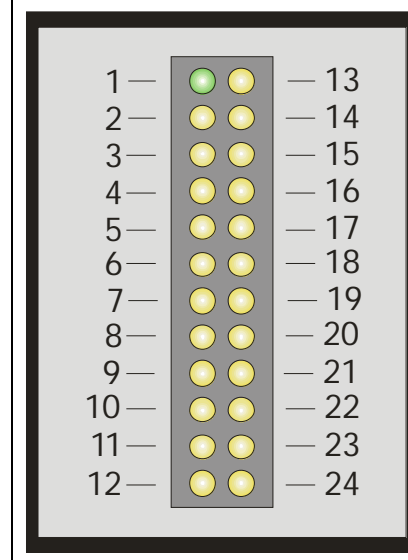 1 — — 13
2 — — 14
3 — — 15
4 — — 16
5 — — 17
6 — — 18
7 — — 19
8 — — 20
9 — — 21
10 — — 22
11 — — 23
12 — — 24